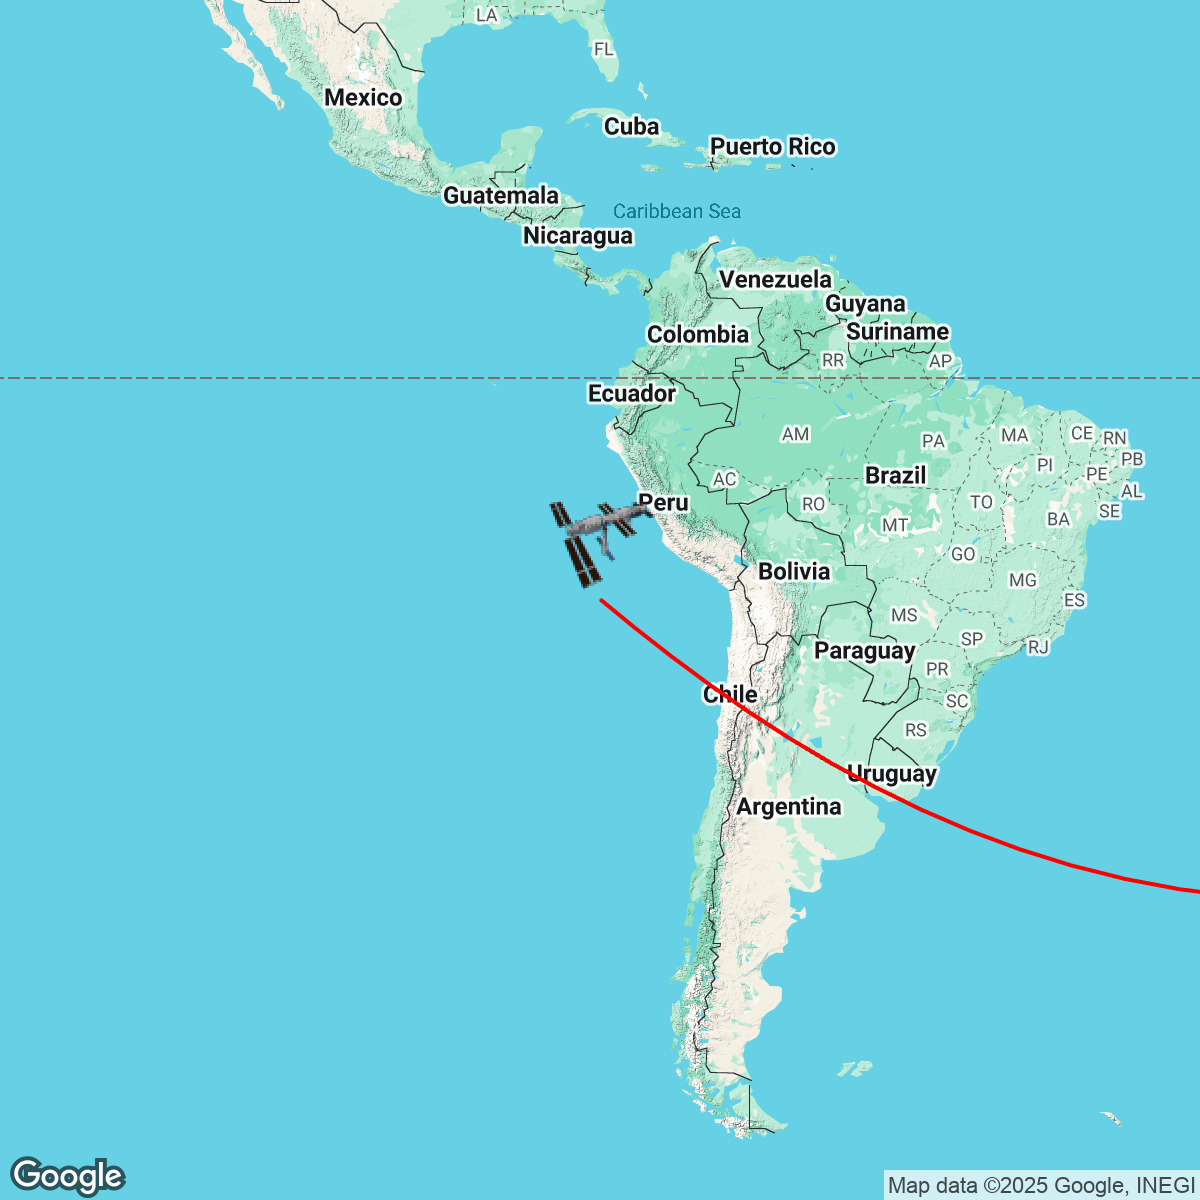 LA
FL
Mexico
Cuba
Puerto Rico
Guatemala
Caribbean Sea
Nicaragua
Venezuela
Guyana
Colombia
Suriname
RR
AP
Ecuador
AM
PA
MA
CE
RN
PB
PI
PE
AC
Brazil
AL
Peru
RO
TO
SE
MT
BA
GO
Bolivia
MG
ES
MS
SP
RJ
Paraguay
PR
Chile
SC
RS
Uruguay
Argentina
Google
Map data ©2025 Google, INEGI